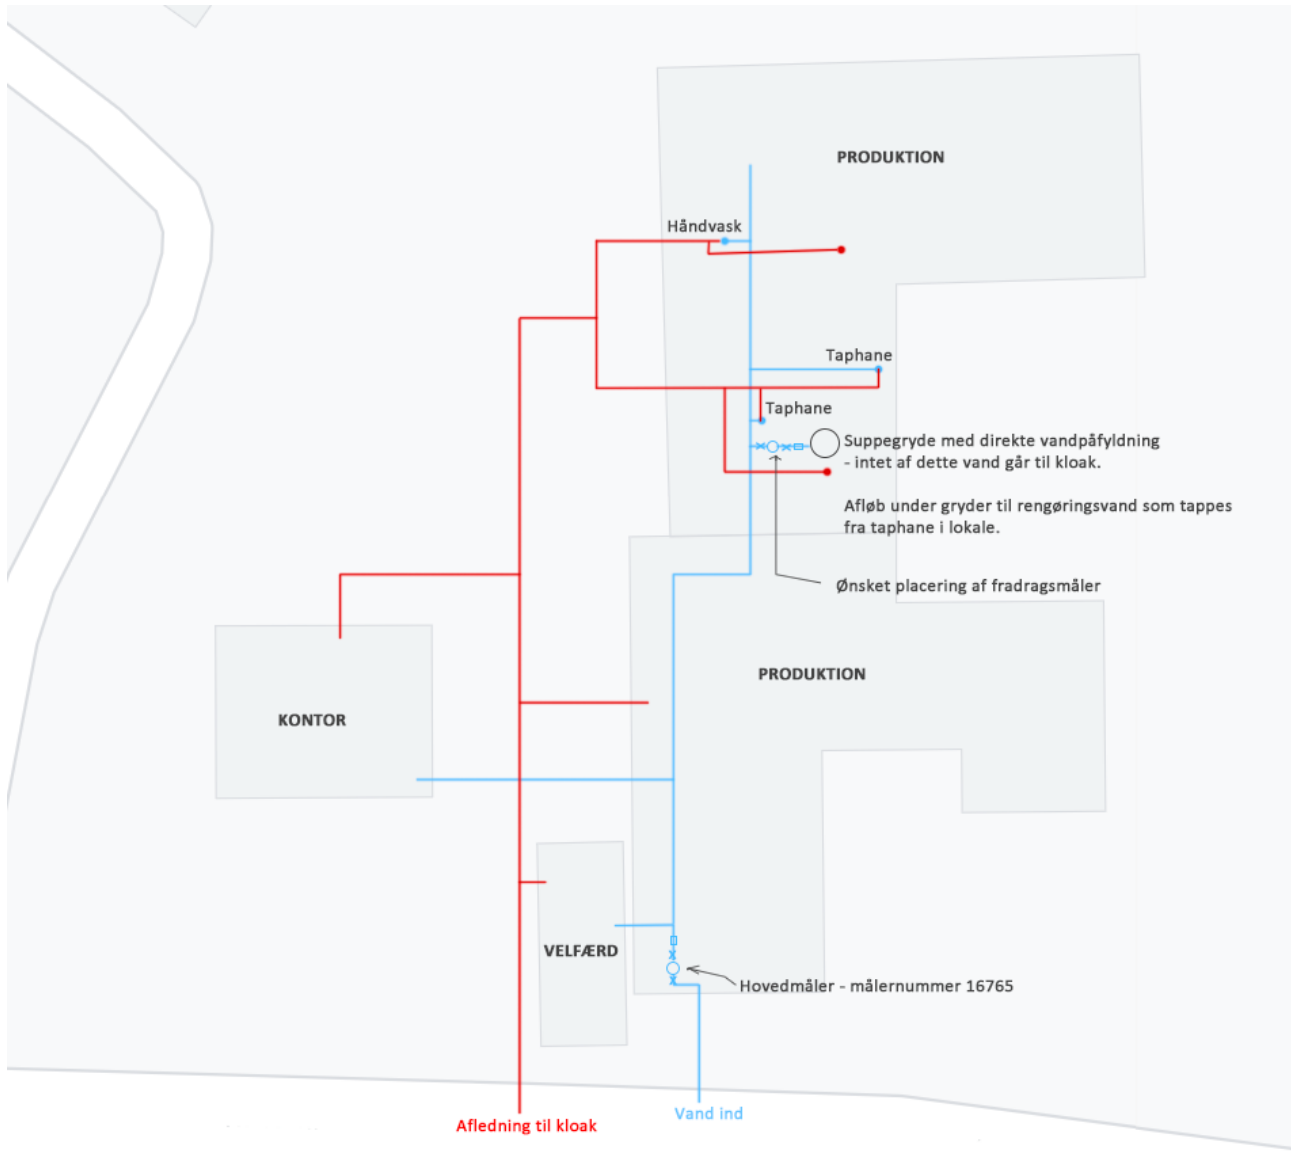 PRODUKTION
Håndvask
Taphane
Taphane
Suppegryde med direkte vandpåfyldning
- intet af dette vand går til kloak.
Afløb under gryder til rengøringsvand som tappes
fra taphane i lokale.
Ønsket placering af fradragsmåler
PRODUKTION
KONTOR
VELFÆRD
Hovedmåler - målernummer 16765
Vand ind
Afledning til kloak